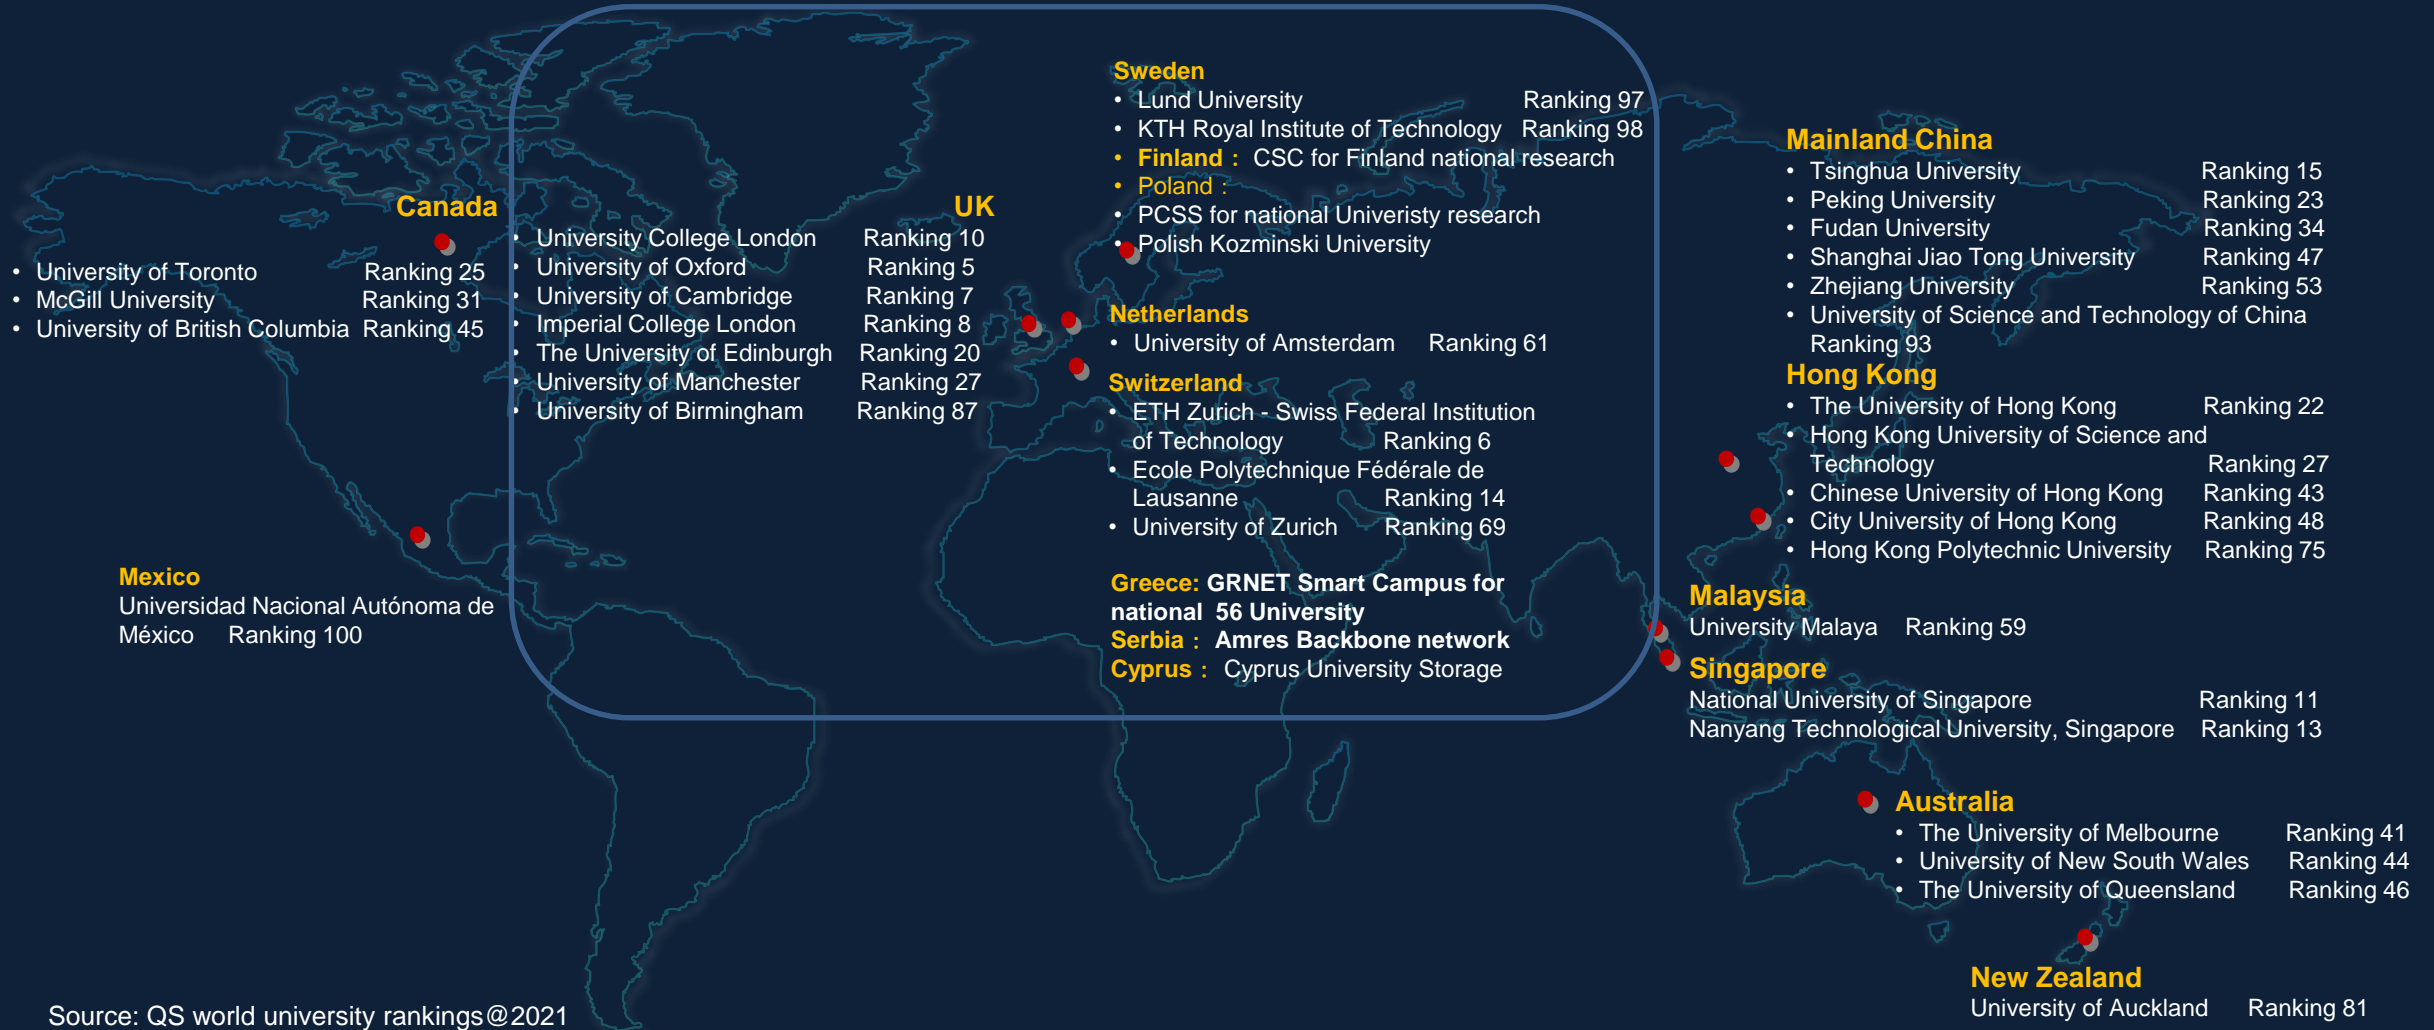 Canada
• University of Toronto Ranking 25
• McGill University Ranking 31
• University of British Columbia Ranking 45
Mexico
Universidad Nacional Autónoma de
México Ranking 100
UK
• University College London Ranking 10
• University of Oxford Ranking 5
• University of Cambridge Ranking 7
• Imperial College London Ranking 8
• The University of Edinburgh Ranking 20
• University of Manchester Ranking 27
• University of Birmingham Ranking 87
Sweden
• Lund University Ranking 97
• KTH Royal Institute of Technology Ranking 98
• Finland： CSC for Finland national research
• Poland：
• PCSS for national Univeristy research
• Polish Kozminski University
Netherlands
• University of Amsterdam Ranking 61
Switzerland
• ETH Zurich - Swiss Federal Institution
of Technology Ranking 6
• Ecole Polytechnique Fédérale de
Lausanne Ranking 14
• University of Zurich Ranking 69
Greece: GRNET Smart Campus for
national 56 University
Serbia： Amres Backbone network
Cyprus： Cyprus University Storage
Mainland China
• Tsinghua University Ranking 15
• Peking University Ranking 23
• Fudan University Ranking 34
• Shanghai Jiao Tong University Ranking 47
• Zhejiang University Ranking 53
• University of Science and Technology of China
Ranking 93
Hong Kong
• The University of Hong Kong Ranking 22
• Hong Kong University of Science and
Technology Ranking 27
• Chinese University of Hong Kong Ranking 43
• City University of Hong Kong Ranking 48
• Hong Kong Polytechnic University Ranking 75
Malaysia
University Malaya Ranking 59
Singapore
National University of Singapore Ranking 11
Nanyang Technological University, Singapore Ranking 13
Australia
• The University of Melbourne Ranking 41
• University of New South Wales Ranking 44
• The University of Queensland Ranking 46
New Zealand
University of Auckland Ranking 81
Source: QS world university rankings@2021